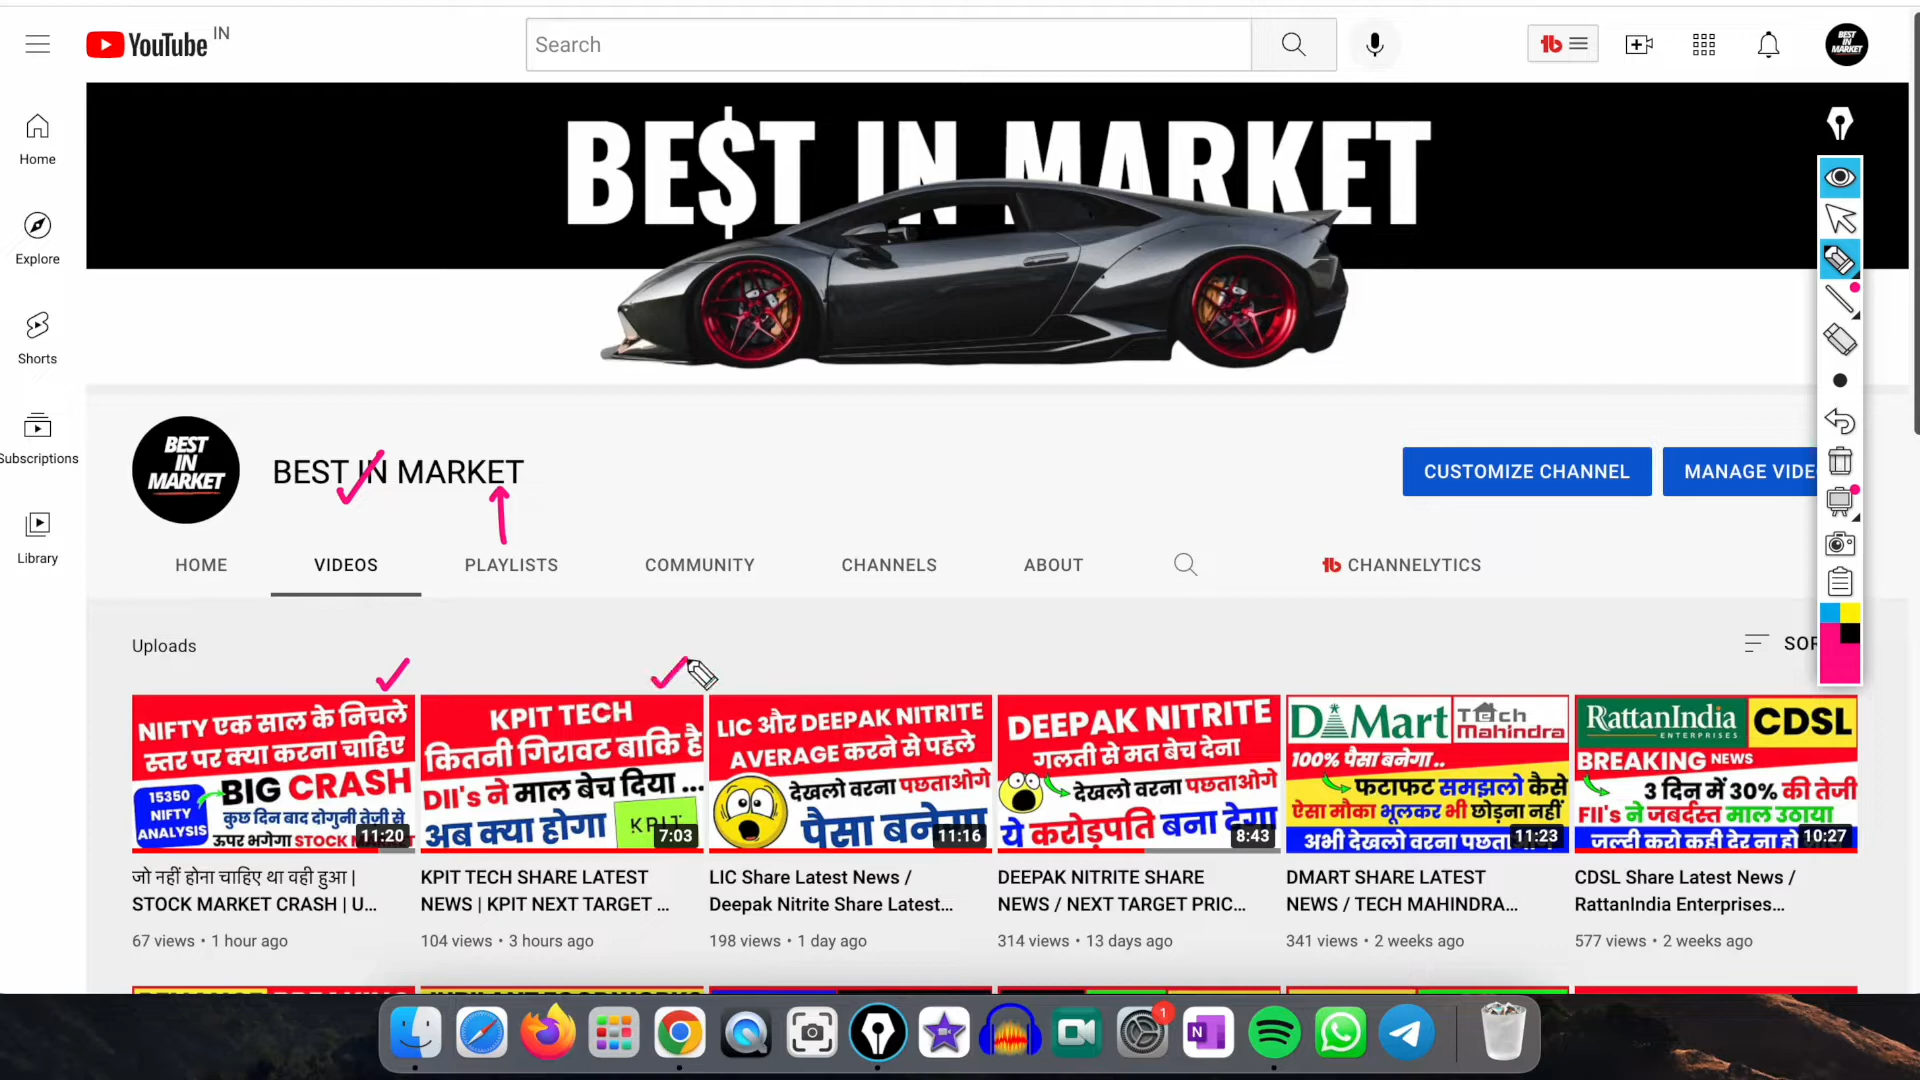 YouTube IN
Search
BE$T IN MARKET
Home
Explore
Shorts
Subscriptions
Library
BEST IN MARKET
BEST IN MARKET
CUSTOMIZE CHANNEL
MANAGE VIDE
HOME VIDEOS PLAYLISTS COMMUNITY CHANNELS ABOUT CHANNELYTICS
Uploads
SOR
NIFTY एक साल के निचले
स्तर पर क्या करना चाहिए
BIG CRASH
15350
NIFTY
ANALYSIS
कुछ दिन बाद दोगुनी तेजी से
ऊपर भगेगा STOCK MARKET
11:20
जो नहीं होना चाहिए था वही हुआ |
STOCK MARKET CRASH | U...
67 views • 1 hour ago
KPIT TECH
कितनी गिरावट बाकि है
DII's ने माल बेच दिया ...
अब क्या होगा
KPIT
7:03
KPIT TECH SHARE LATEST
NEWS | KPIT NEXT TARGET ...
104 views • 3 hours ago
LIC और DEEPAK NITRITE
AVERAGE करने से पहले
देखलो वरना पछताओगे
पैसा बनेगा
11:16
LIC Share Latest News /
Deepak Nitrite Share Latest...
198 views • 1 day ago
DEEPAK NITRITE
गलती से मत बेच देना
देखलो वरना पछताओगे
ये करोड़पति बना देगा
8:43
DEEPAK NITRITE SHARE
NEWS / NEXT TARGET PRIC...
314 views • 13 days ago
DMart Tech Mahindra
100% पैसा बनेगा..
फटाफट समझलो कैसे
ऐसा मौका भूलकर भी छोड़ना नहीं
अभी देखलो वरना
11:23
DMART SHARE LATEST
NEWS / TECH MAHINDRA...
341 views • 2 weeks ago
RattanIndia
ENTERPRISES
CDSL
BREAKING NEWS
3 दिन में 30% की तेजी
FII's ने जबर्दस्त माल उठाया
जल्दी करो कही देर ना हो
10:27
CDSL Share Latest News /
RattanIndia Enterprises...
577 views • 2 weeks ago
1